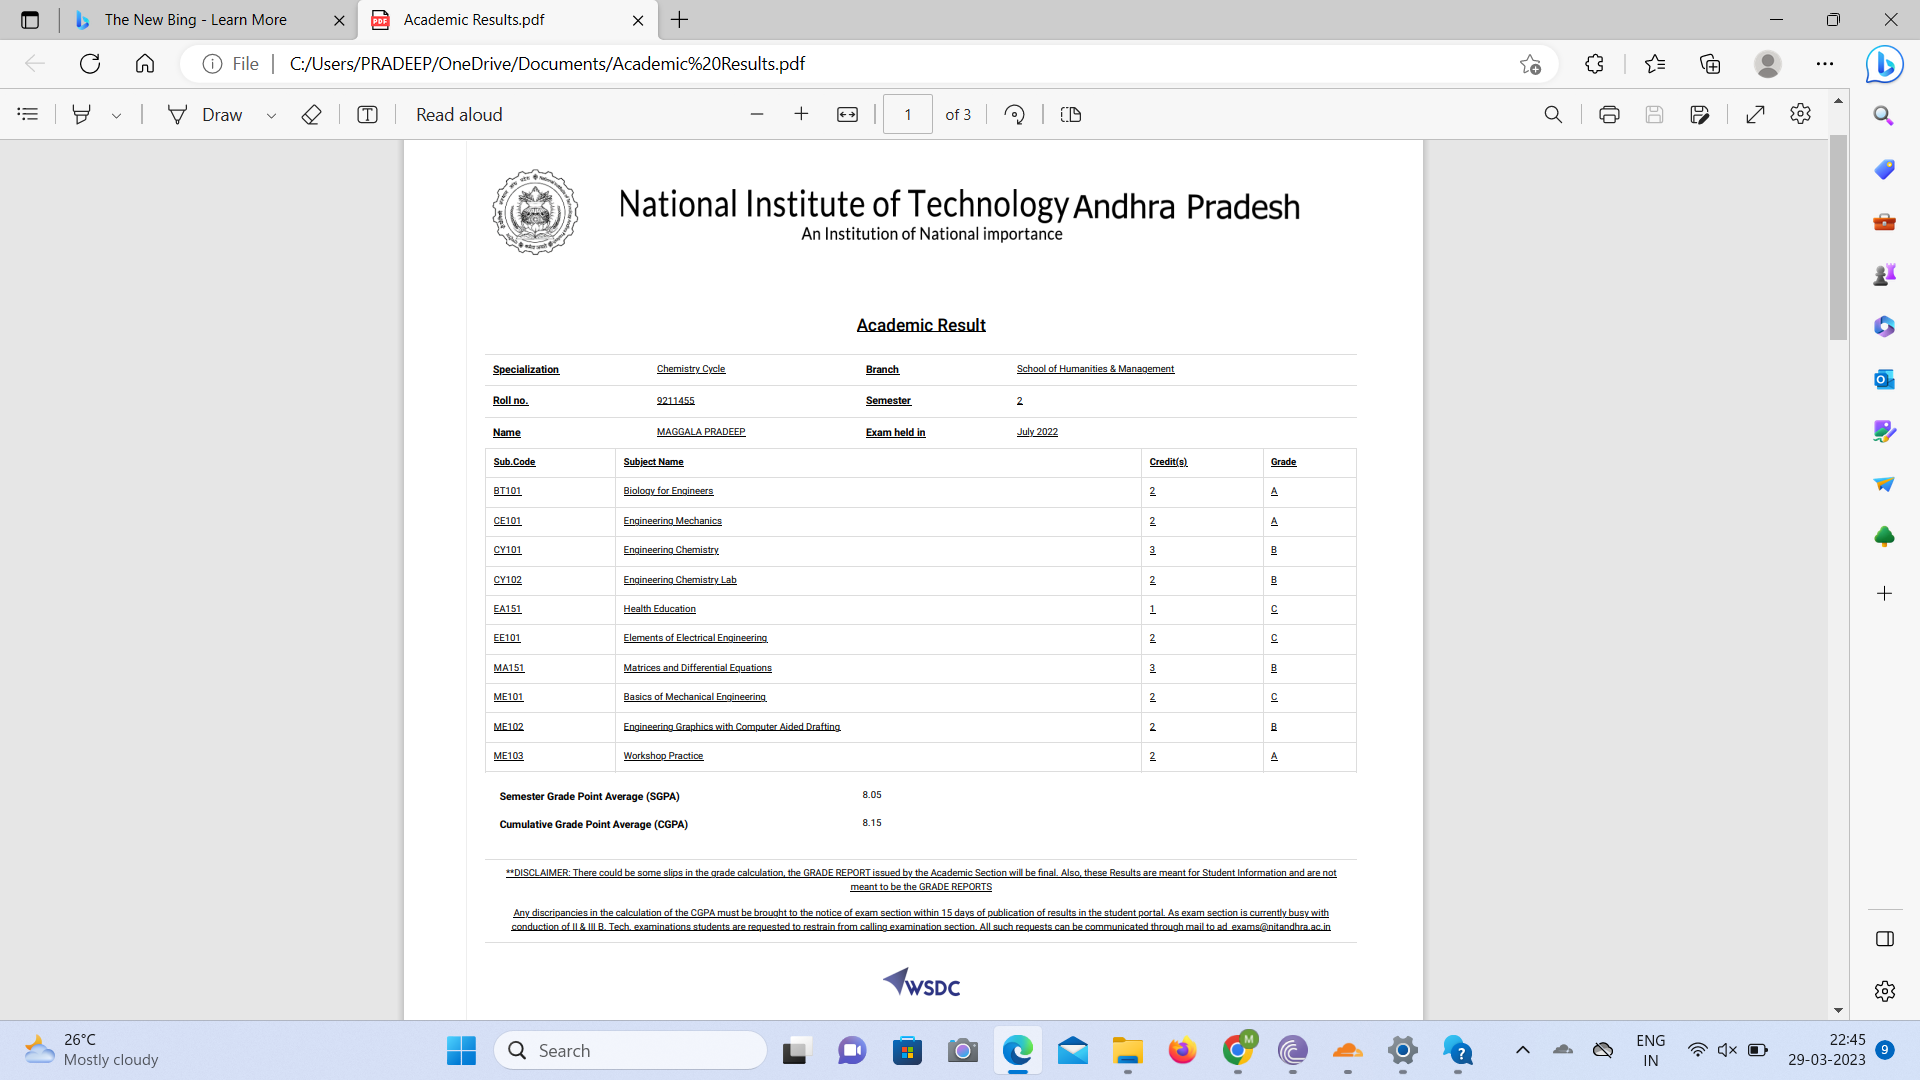 The New Bing - Learn More
Academic Results.pdf
File
C:/Users/PRADEEP/OneDrive/Documents/Academic%20Results.pdf
Draw
Read aloud
1 of 3
National Institute of Technology Andhra Pradesh
An Institution of National importance
Academic Result
Specialization Chemistry Cycle Branch School of Humanities & Management
Roll no. 9211455 Semester 2
Name MAGGALA PRADEEP Exam held in July 2022
Sub.Code Subject Name Credit(s) Grade
BT101 Biology for Engineers 2 A
CE101 Engineering Mechanics 2 A
CY101 Engineering Chemistry 3 B
CY102 Engineering Chemistry Lab 2 B
EA151 Health Education 1 C
EE101 Elements of Electrical Engineering 2 C
MA151 Matrices and Differential Equations 3 B
ME101 Basics of Mechanical Engineering 2 C
ME102 Engineering Graphics with Computer Aided Drafting 2 B
ME103 Workshop Practice 2 A
Semester Grade Point Average (SGPA) 8.05
Cumulative Grade Point Average (CGPA) 8.15
**DISCLAIMER: There could be some slips in the grade calculation, the GRADE REPORT issued by the Academic Section will be final. Also, these Results are meant for Student Information and are not
meant to be the GRADE REPORTS
Any discripancies in the calculation of the CGPA must be brought to the notice of exam section within 15 days of publication of results in the student portal. As exam section is currently busy with
conduction of II & III B. Tech. examinations students are requested to restrain from calling examination section. All such requests can be communicated through mail to ad_exams@nitandhra.ac.in
WSDC
26°C
Mostly cloudy
Search
M
ENG
IN
22:45
29-03-2023
9